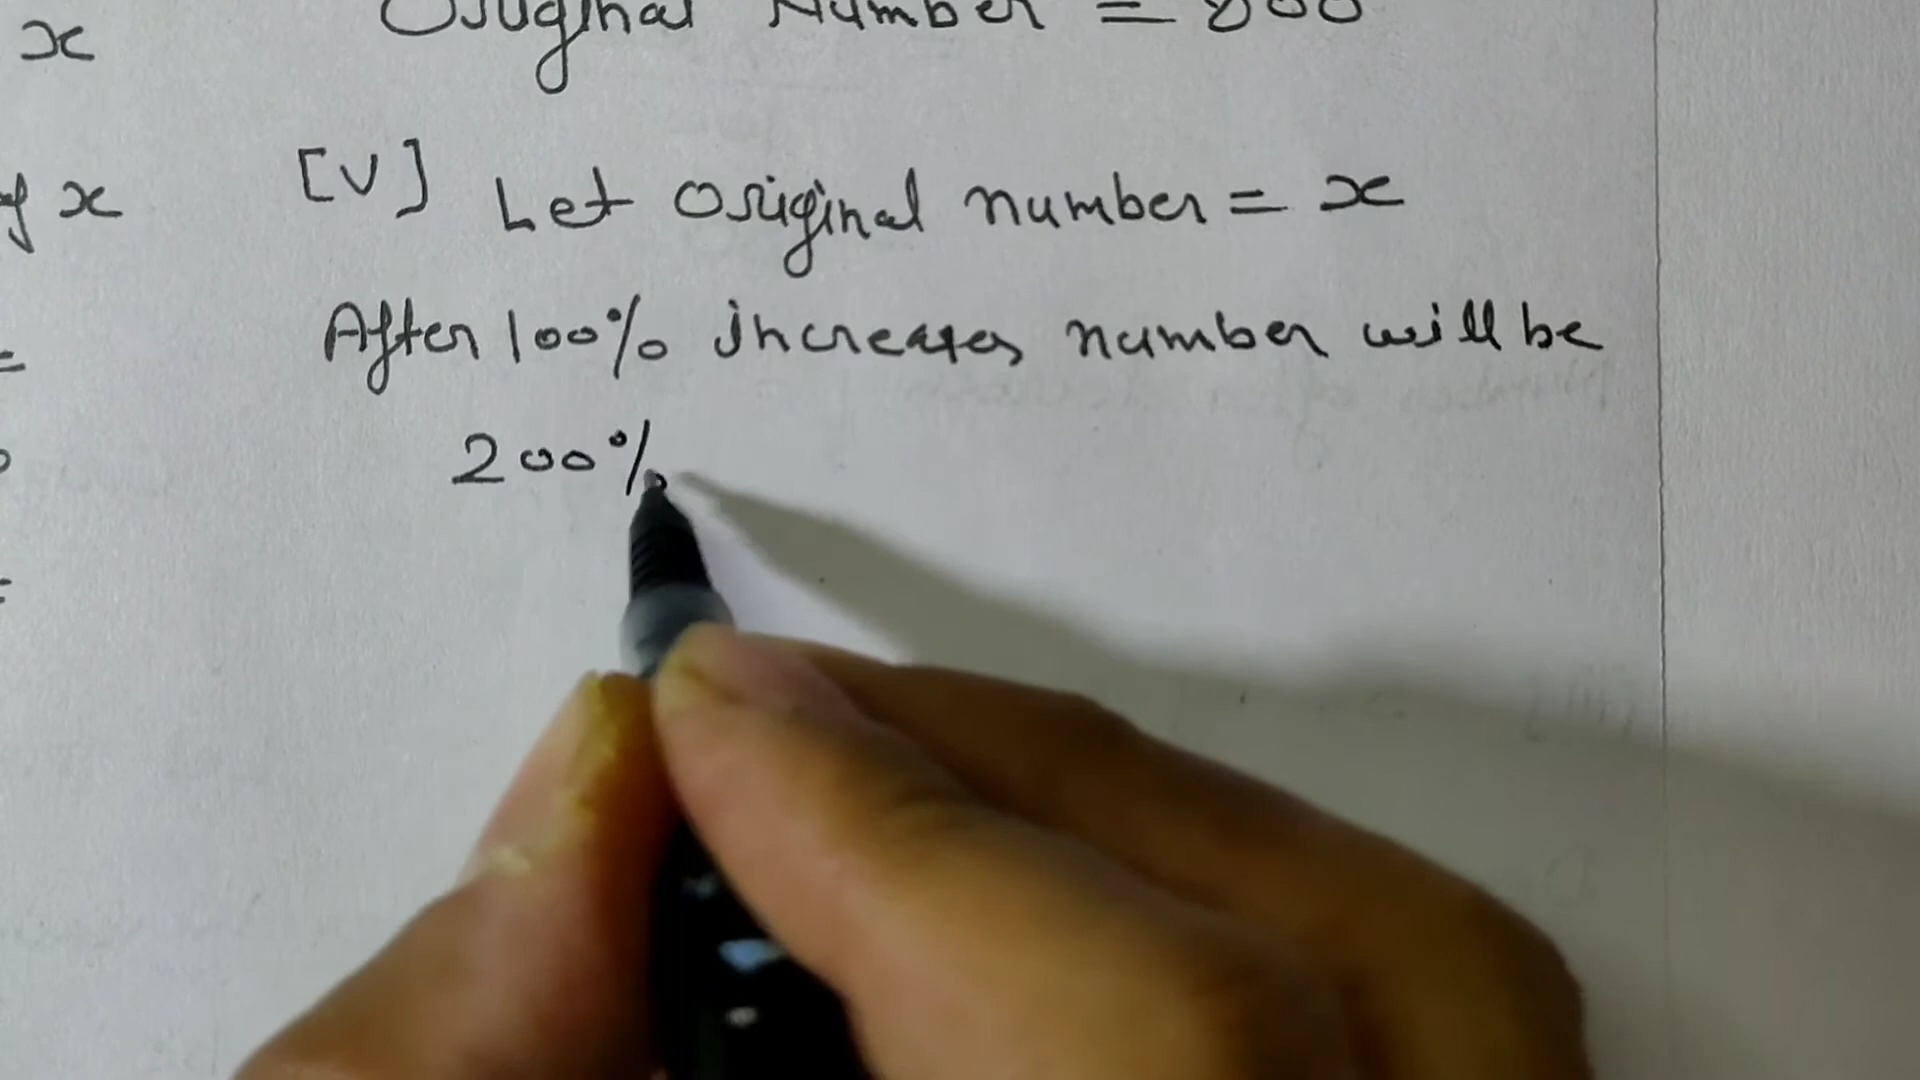 x
Original Number = 800
of x
[V] Let Original number = x
After 100% increases number will be
=
200%
=